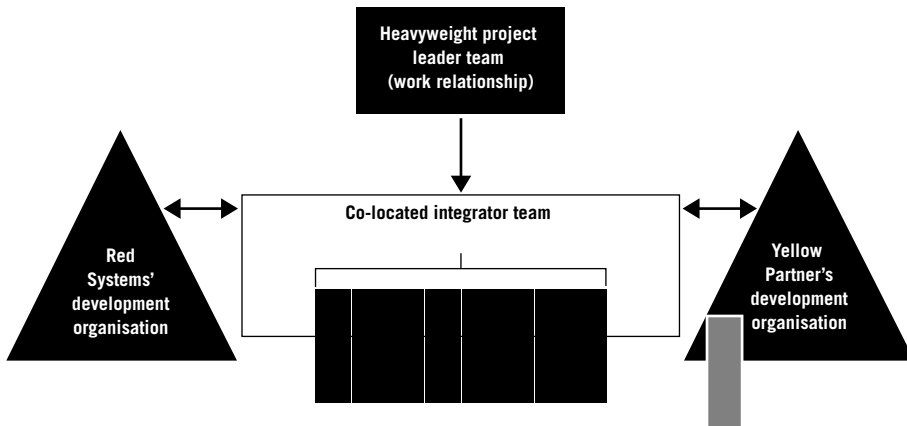 Heavyweight project
leader team
(work relationship)
Co-located integrator team
Red
Systems'
development
organisation
Yellow
Partner's
development
organisation